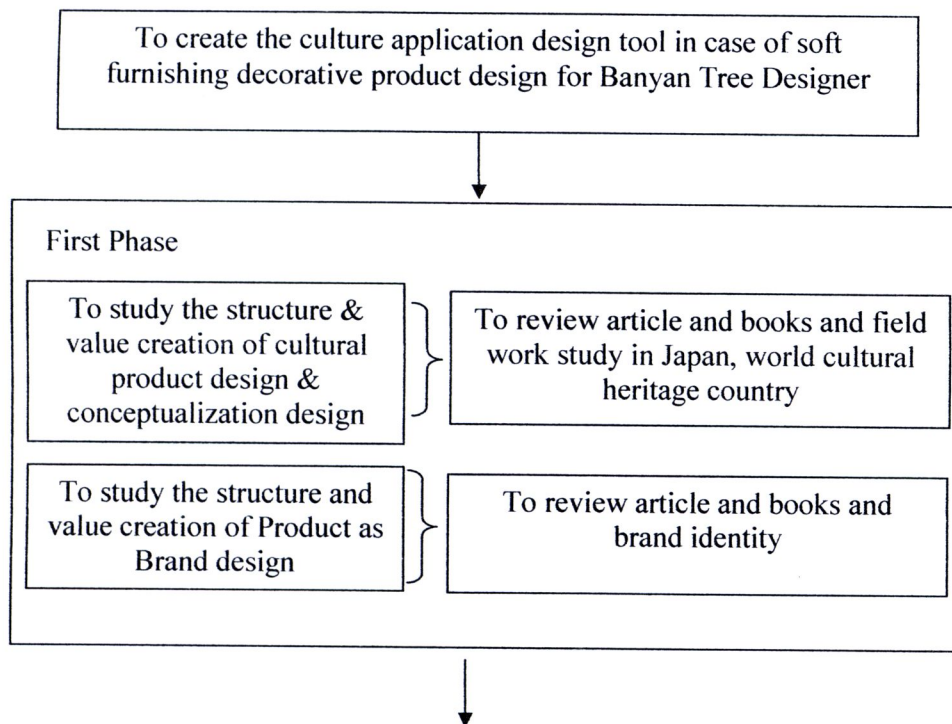 To create the culture application design tool in case of soft
furnishing decorative product design for Banyan Tree Designer
First Phase
To study the structure &
value creation of cultural
product design &
conceptualization design
To review article and books and field
work study in Japan, world cultural
heritage country
To study the structure and
value creation of Product as
Brand design
To review article and books and
brand identity